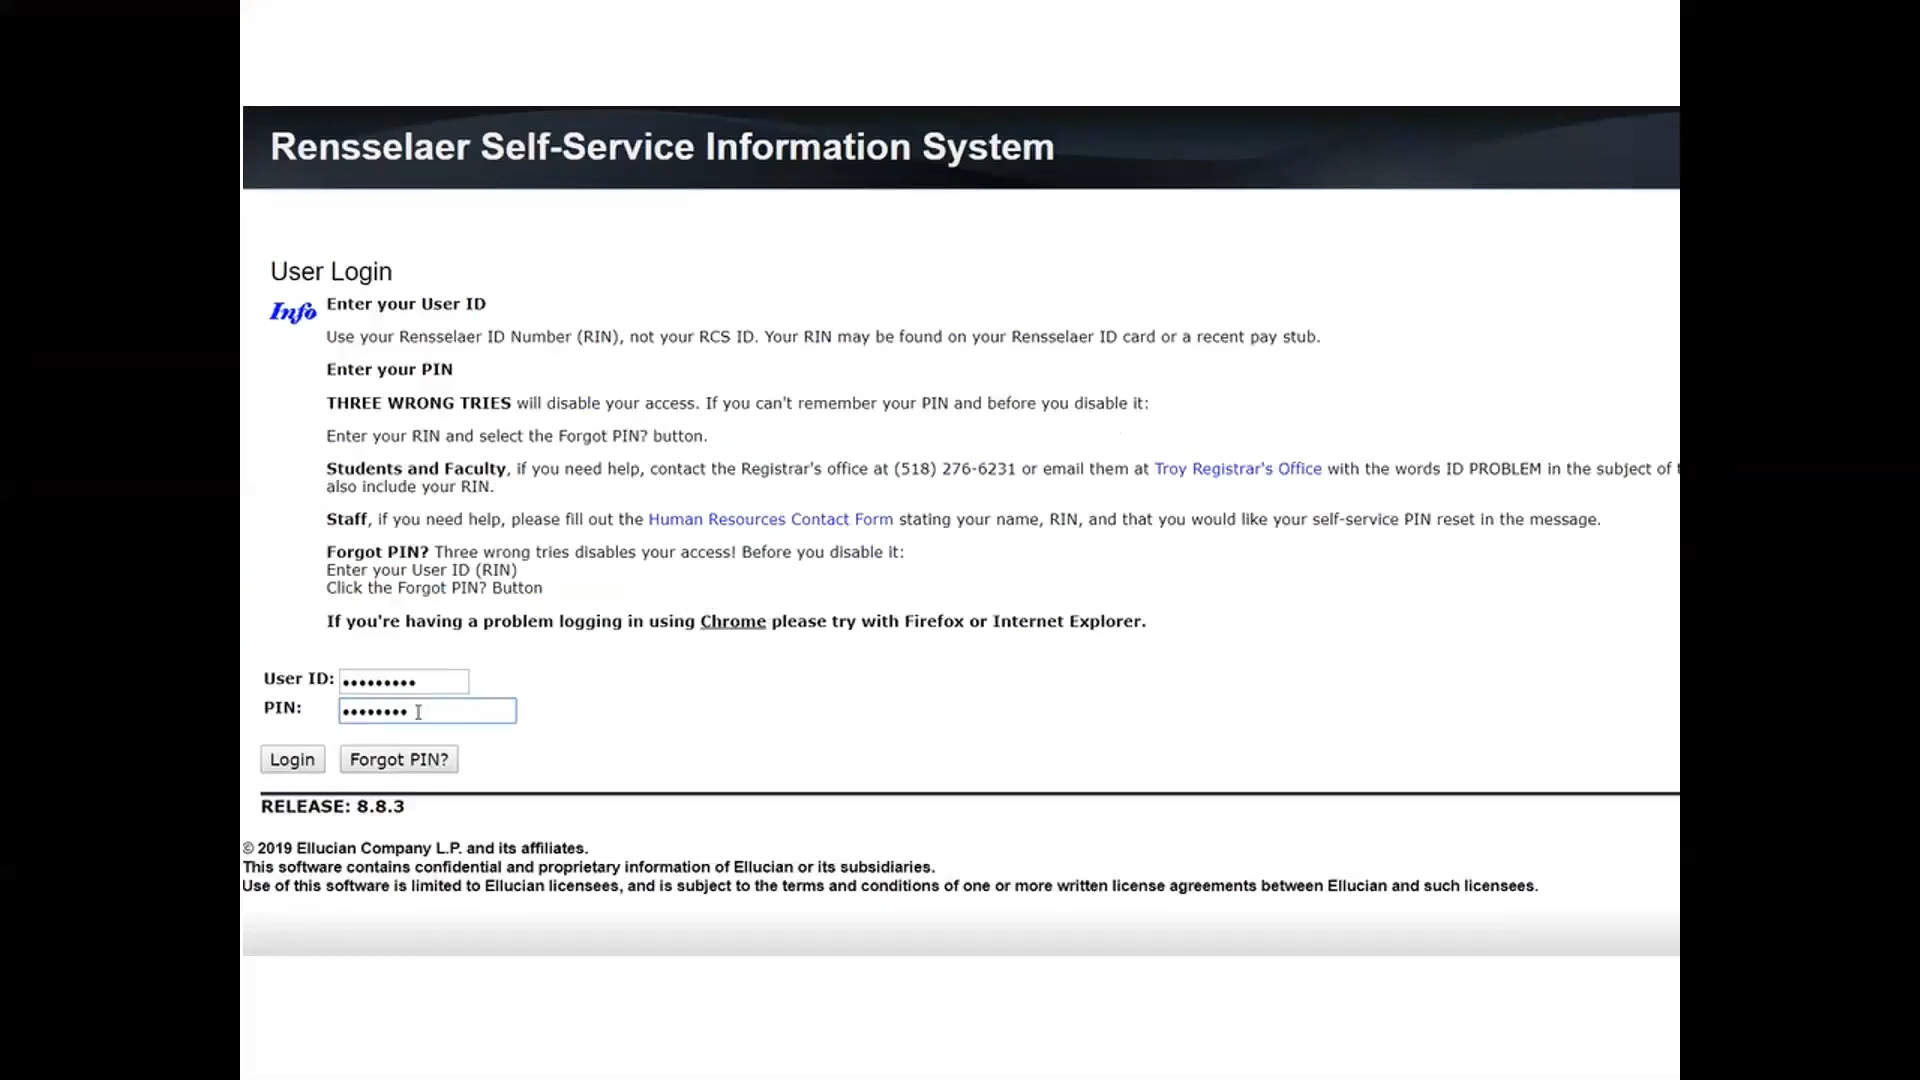 Rensselaer Self-Service Information System
User Login
Info
Enter your User ID
Use your Rensselaer ID Number (RIN), not your RCS ID. Your RIN may be found on your Rensselaer ID card or a recent pay stub.
Enter your PIN
THREE WRONG TRIES will disable your access. If you can't remember your PIN and before you disable it:
Enter your RIN and select the Forgot PIN? button.
Students and Faculty, if you need help, contact the Registrar's office at (518) 276-6231 or email them at Troy Registrar's Office with the words ID PROBLEM in the subject of
also include your RIN.
Staff, if you need help, please fill out the Human Resources Contact Form stating your name, RIN, and that you would like your self-service PIN reset in the message.
Forgot PIN? Three wrong tries disables your access! Before you disable it:
Enter your User ID (RIN)
Click the Forgot PIN? Button
If you're having a problem logging in using Chrome please try with Firefox or Internet Explorer.
User ID: •••••••••
PIN: ••••••••
Login Forgot PIN?
RELEASE: 8.8.3
© 2019 Ellucian Company L.P. and its affiliates.
This software contains confidential and proprietary information of Ellucian or its subsidiaries.
Use of this software is limited to Ellucian licensees, and is subject to the terms and conditions of one or more written license agreements between Ellucian and such licensees.